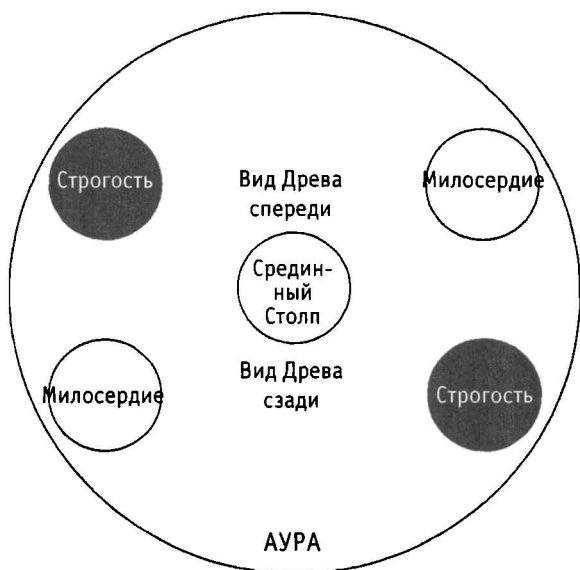 Строгость
Вид Древа
спереди
Милосердие
Средин-
ный
Столп
Милосердие
Вид Древа
сзади
Строгость
АУРА